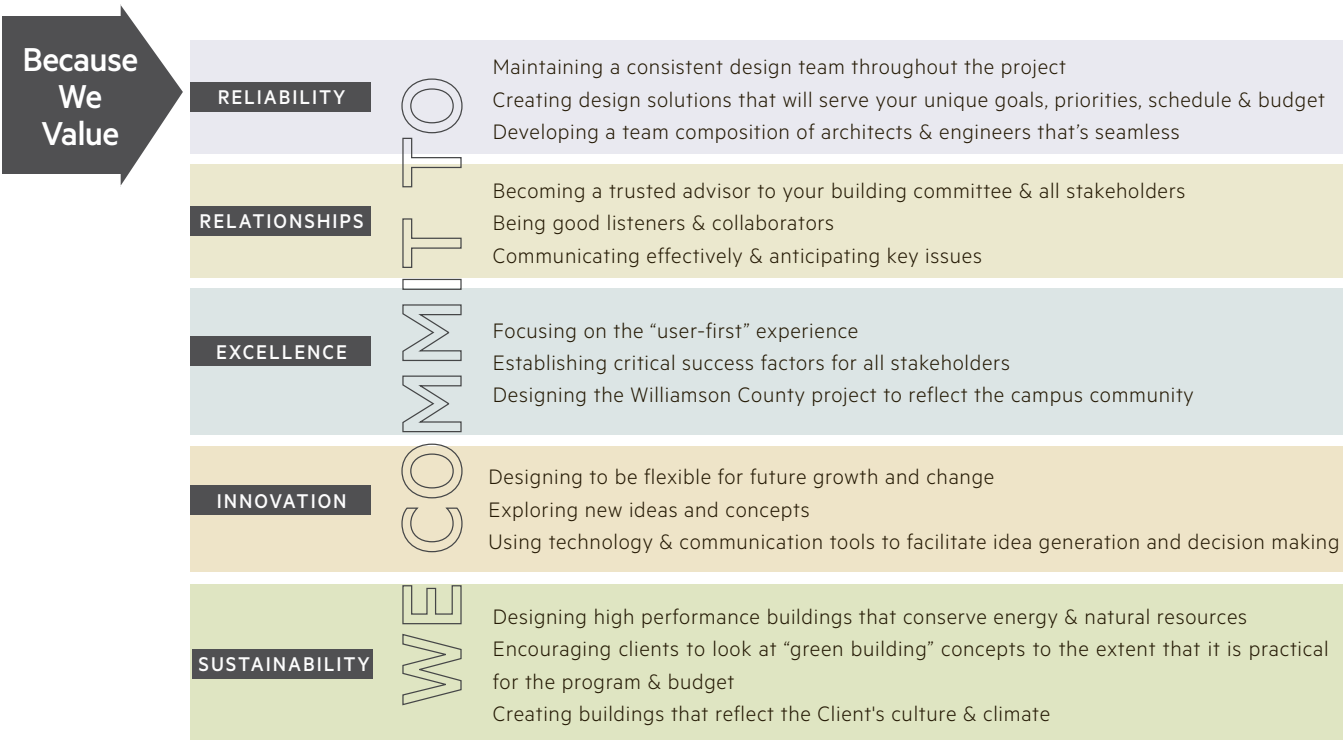 Because
We
Value
WE COMMIT TO
RELIABILITY
Maintaining a consistent design team throughout the project
Creating design solutions that will serve your unique goals, priorities, schedule & budget
Developing a team composition of architects & engineers that’s seamless
RELATIONSHIPS
Becoming a trusted advisor to your building committee & all stakeholders
Being good listeners & collaborators
Communicating effectively & anticipating key issues
EXCELLENCE
Focusing on the “user-first” experience
Establishing critical success factors for all stakeholders
Designing the Williamson County project to reflect the campus community
INNOVATION
Designing to be flexible for future growth and change
Exploring new ideas and concepts
Using technology & communication tools to facilitate idea generation and decision making
SUSTAINABILITY
Designing high performance buildings that conserve energy & natural resources
Encouraging clients to look at “green building” concepts to the extent that it is practical
for the program & budget
Creating buildings that reflect the Client's culture & climate